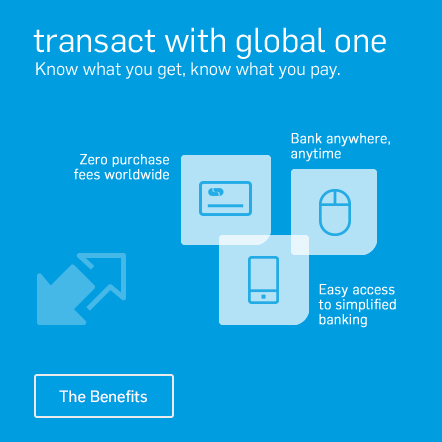 transact with global one
Know what you get, know what you pay.
Bank anywhere,
anytime
Zero purchase
fees worldwide
Easy access
to simplified
banking
The Benefits